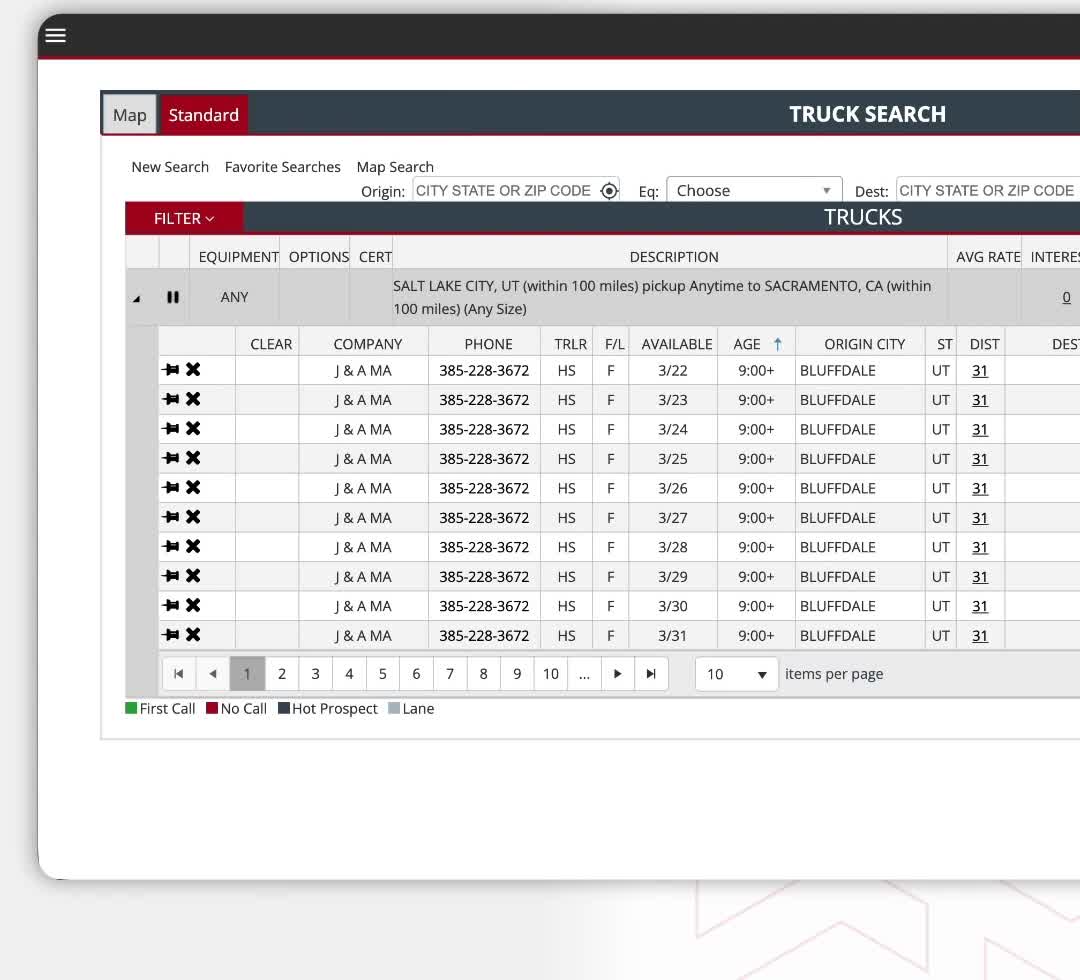 Map Standard TRUCK SEARCH
New Search Favorite Searches Map Search
Origin: CITY STATE OR ZIP CODE Eq: Choose Dest: CITY STATE OR ZIP CODE
FILTER TRUCKS
EQUIPMENT OPTIONS CERT DESCRIPTION AVG RATE INTERES
ANY SALT LAKE CITY, UT (within 100 miles) pickup Anytime to SACRAMENTO, CA (within 0
100 miles) (Any Size)
CLEAR COMPANY PHONE TRLR F/L AVAILABLE AGE ↑ ORIGIN CITY ST DIST DEST
J & A MA 385-228-3672 HS F 3/22 9:00+ BLUFFDALE UT 31
J & A MA 385-228-3672 HS F 3/23 9:00+ BLUFFDALE UT 31
J & A MA 385-228-3672 HS F 3/24 9:00+ BLUFFDALE UT 31
J & A MA 385-228-3672 HS F 3/25 9:00+ BLUFFDALE UT 31
J & A MA 385-228-3672 HS F 3/26 9:00+ BLUFFDALE UT 31
J & A MA 385-228-3672 HS F 3/27 9:00+ BLUFFDALE UT 31
J & A MA 385-228-3672 HS F 3/28 9:00+ BLUFFDALE UT 31
J & A MA 385-228-3672 HS F 3/29 9:00+ BLUFFDALE UT 31
J & A MA 385-228-3672 HS F 3/30 9:00+ BLUFFDALE UT 31
J & A MA 385-228-3672 HS F 3/31 9:00+ BLUFFDALE UT 31
1 2 3 4 5 6 7 8 9 10 ... 10 items per page
First Call No Call Hot Prospect Lane